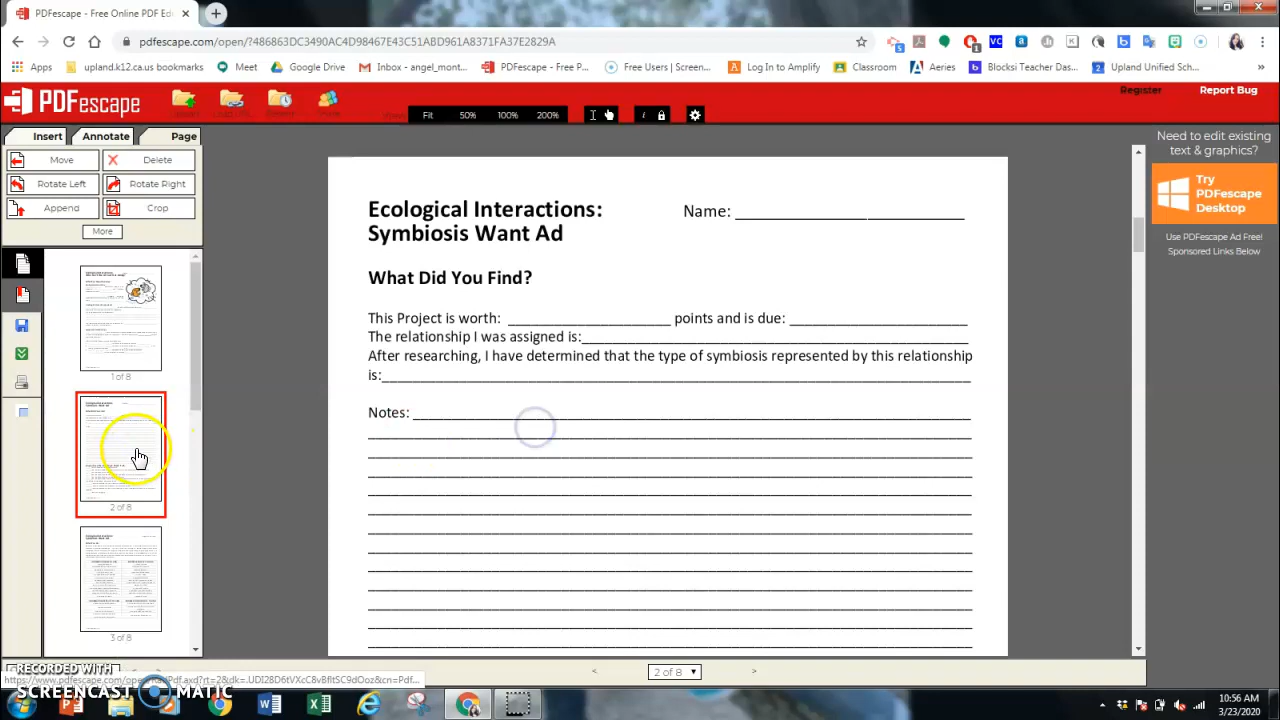 PDFescape - Free Online PDF Ed
pdfescape.com/open/?486863DC3490AC4D98467E43C51ABD961A8371FA37E2829A
Apps
upland.k12.ca.us bookmarks
Meet
Google Drive
Inbox - angel_mont...
PDFescape - Free P...
Free Users | Screen...
Log In to Amplify
Classroom
Aeries
Blocksi Teacher Das...
Upland Unified Sch...
»
PDFescape
Fit
50%
100%
200%
Register
Report Bug
Insert
Annotate
Page
Move
Delete
Rotate Left
Rotate Right
Append
Crop
More
1 of 8
2 of 8
3 of 8
Ecological Interactions:
Name: ____________________
Symbiosis Want Ad
What Did You Find?
This Project is worth: ____________________ points and is due: ____________________
The relationship I was assigned is:____________________
After researching, I have determined that the type of symbiosis represented by this relationship
is:____________________
Notes: ____________________
Need to edit existing
text & graphics?
Try
PDFescape
Desktop
Use PDFescape Ad Free!
Sponsored Links Below
<
2 of 8
>
RECORDED WITH
SCREENCAST MATIC
10:56 AM
3/23/2020